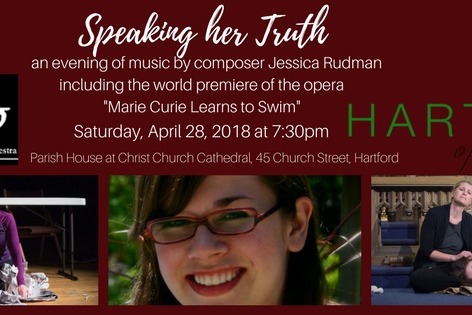 Speaking her Truth
an evening of music by composer Jessica Rudman
including the world premiere of the opera
"Marie Curie Learns to Swim"
Saturday, April 28, 2018 at 7:30pm
Parish House at Christ Church Cathedral, 45 Church Street, Hartford
HART
estra